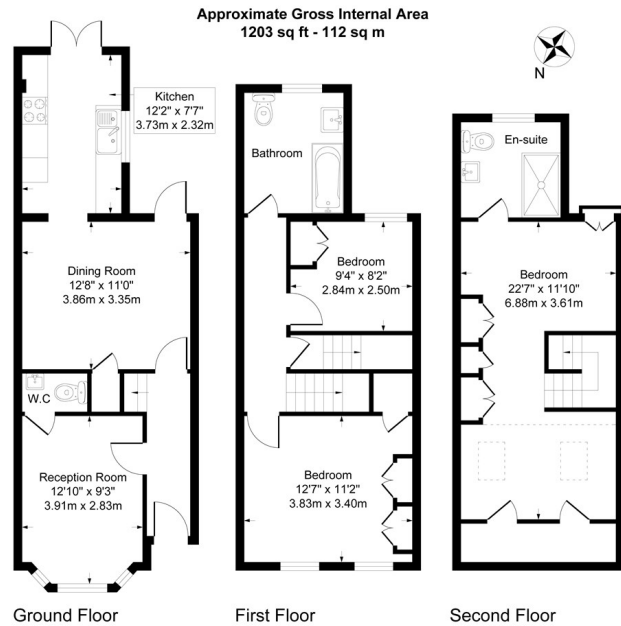 Approximate Gross Internal Area
1203 sq ft - 112 sq m
N
Kitchen
12'2" x 7'7"
3.73m x 2.32m
Dining Room
12'8" x 11'0"
3.86m x 3.35m
W.C
Reception Room
12'10" x 9'3"
3.91m x 2.83m
Ground Floor
Bathroom
Bedroom
9'4" x 8'2"
2.84m x 2.50m
Bedroom
12'7" x 11'2"
3.83m x 3.40m
First Floor
En-suite
Bedroom
22'7" x 11'10"
6.88m x 3.61m
Second Floor